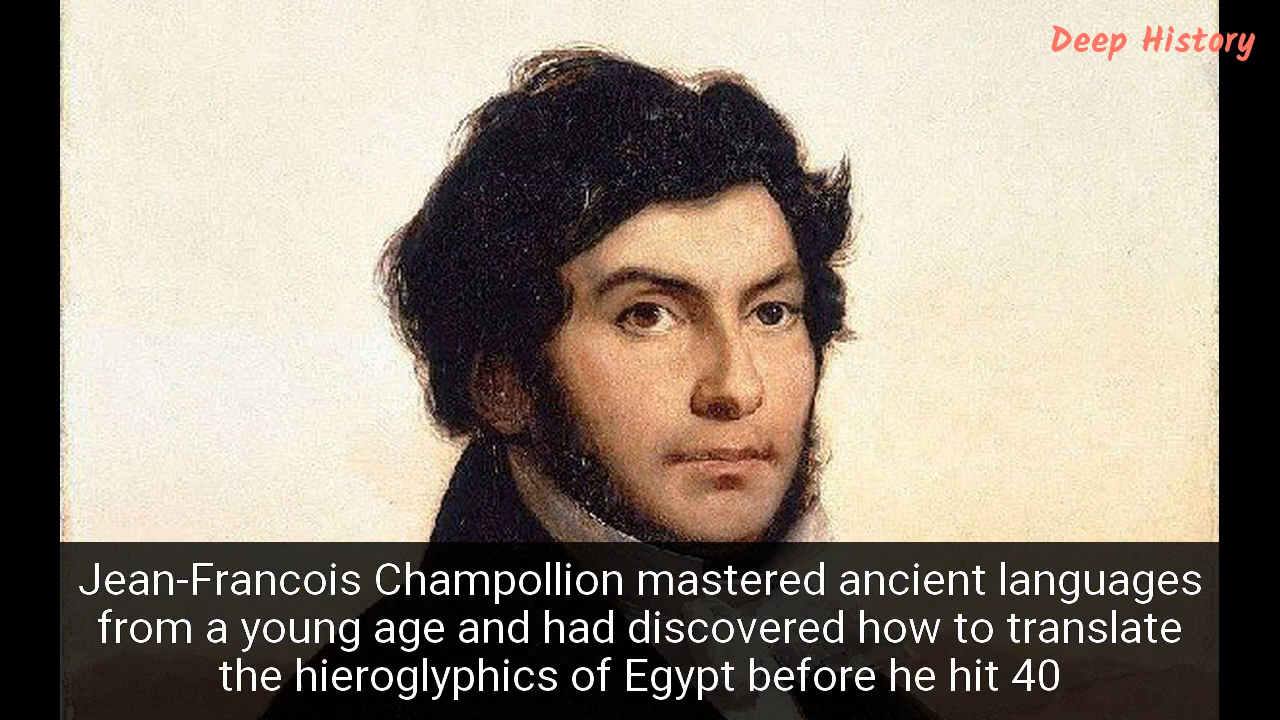 Deep History
Jean-Francois Champollion mastered ancient languages
from a young age and had discovered how to translate
the hieroglyphics of Egypt before he hit 40